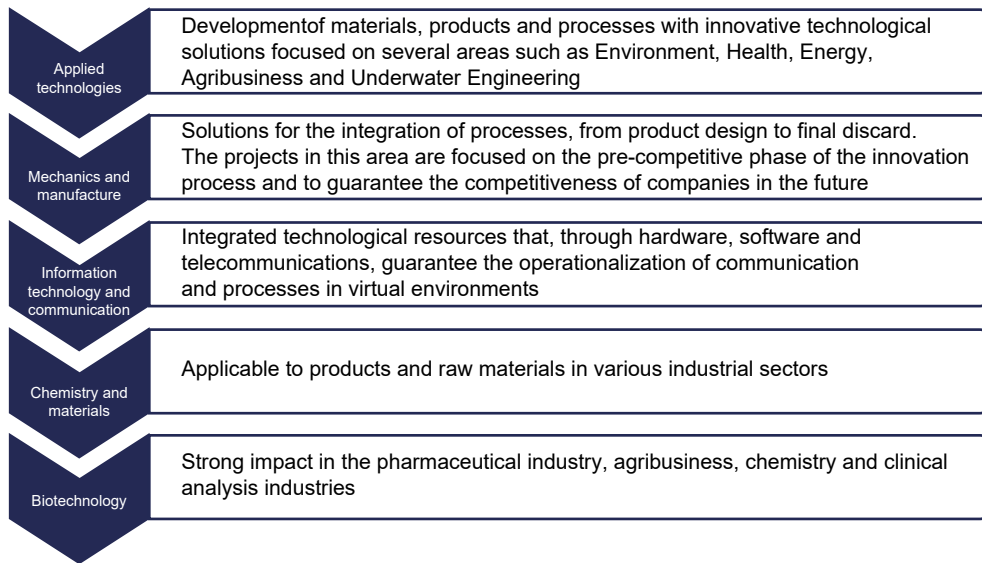 Applied
technologies
Developmentof materials, products and processes with innovative technological
solutions focused on several areas such as Environment, Health, Energy,
Agribusiness and Underwater Engineering
Mechanics and
manufacture
Solutions for the integration of processes, from product design to final discard.
The projects in this area are focused on the pre-competitive phase of the innovation
process and to guarantee the competitiveness of companies in the future
Information
technology and
communication
Integrated technological resources that, through hardware, software and
telecommunications, guarantee the operationalization of communication
and processes in virtual environments
Chemistry and
materials
Applicable to products and raw materials in various industrial sectors
Biotechnology
Strong impact in the pharmaceutical industry, agribusiness, chemistry and clinical
analysis industries